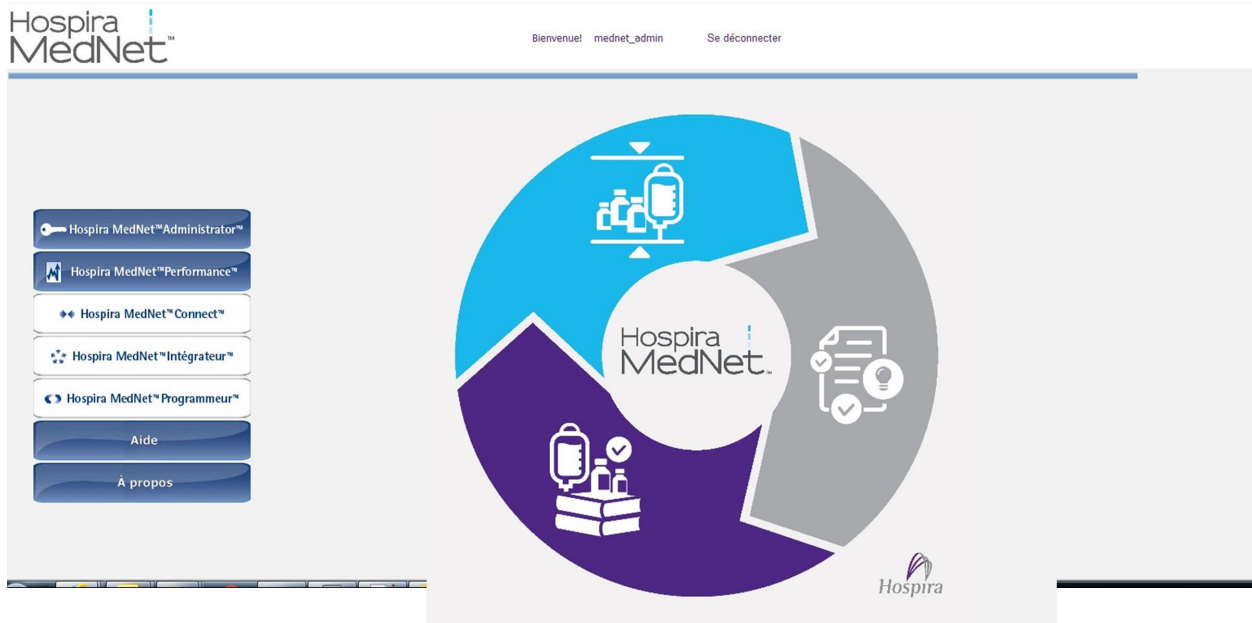 Hospira
MedNet™
Bienvenue! mednet_admin Se déconnecter
Hospira MedNet™Administrator™
Hospira MedNet™Performance™
Hospira MedNet™Connect™
Hospira MedNet™Intégrateur™
Hospira MedNet™Programmeur™
Aide
À propos
Hospira
MedNet™
Hospira